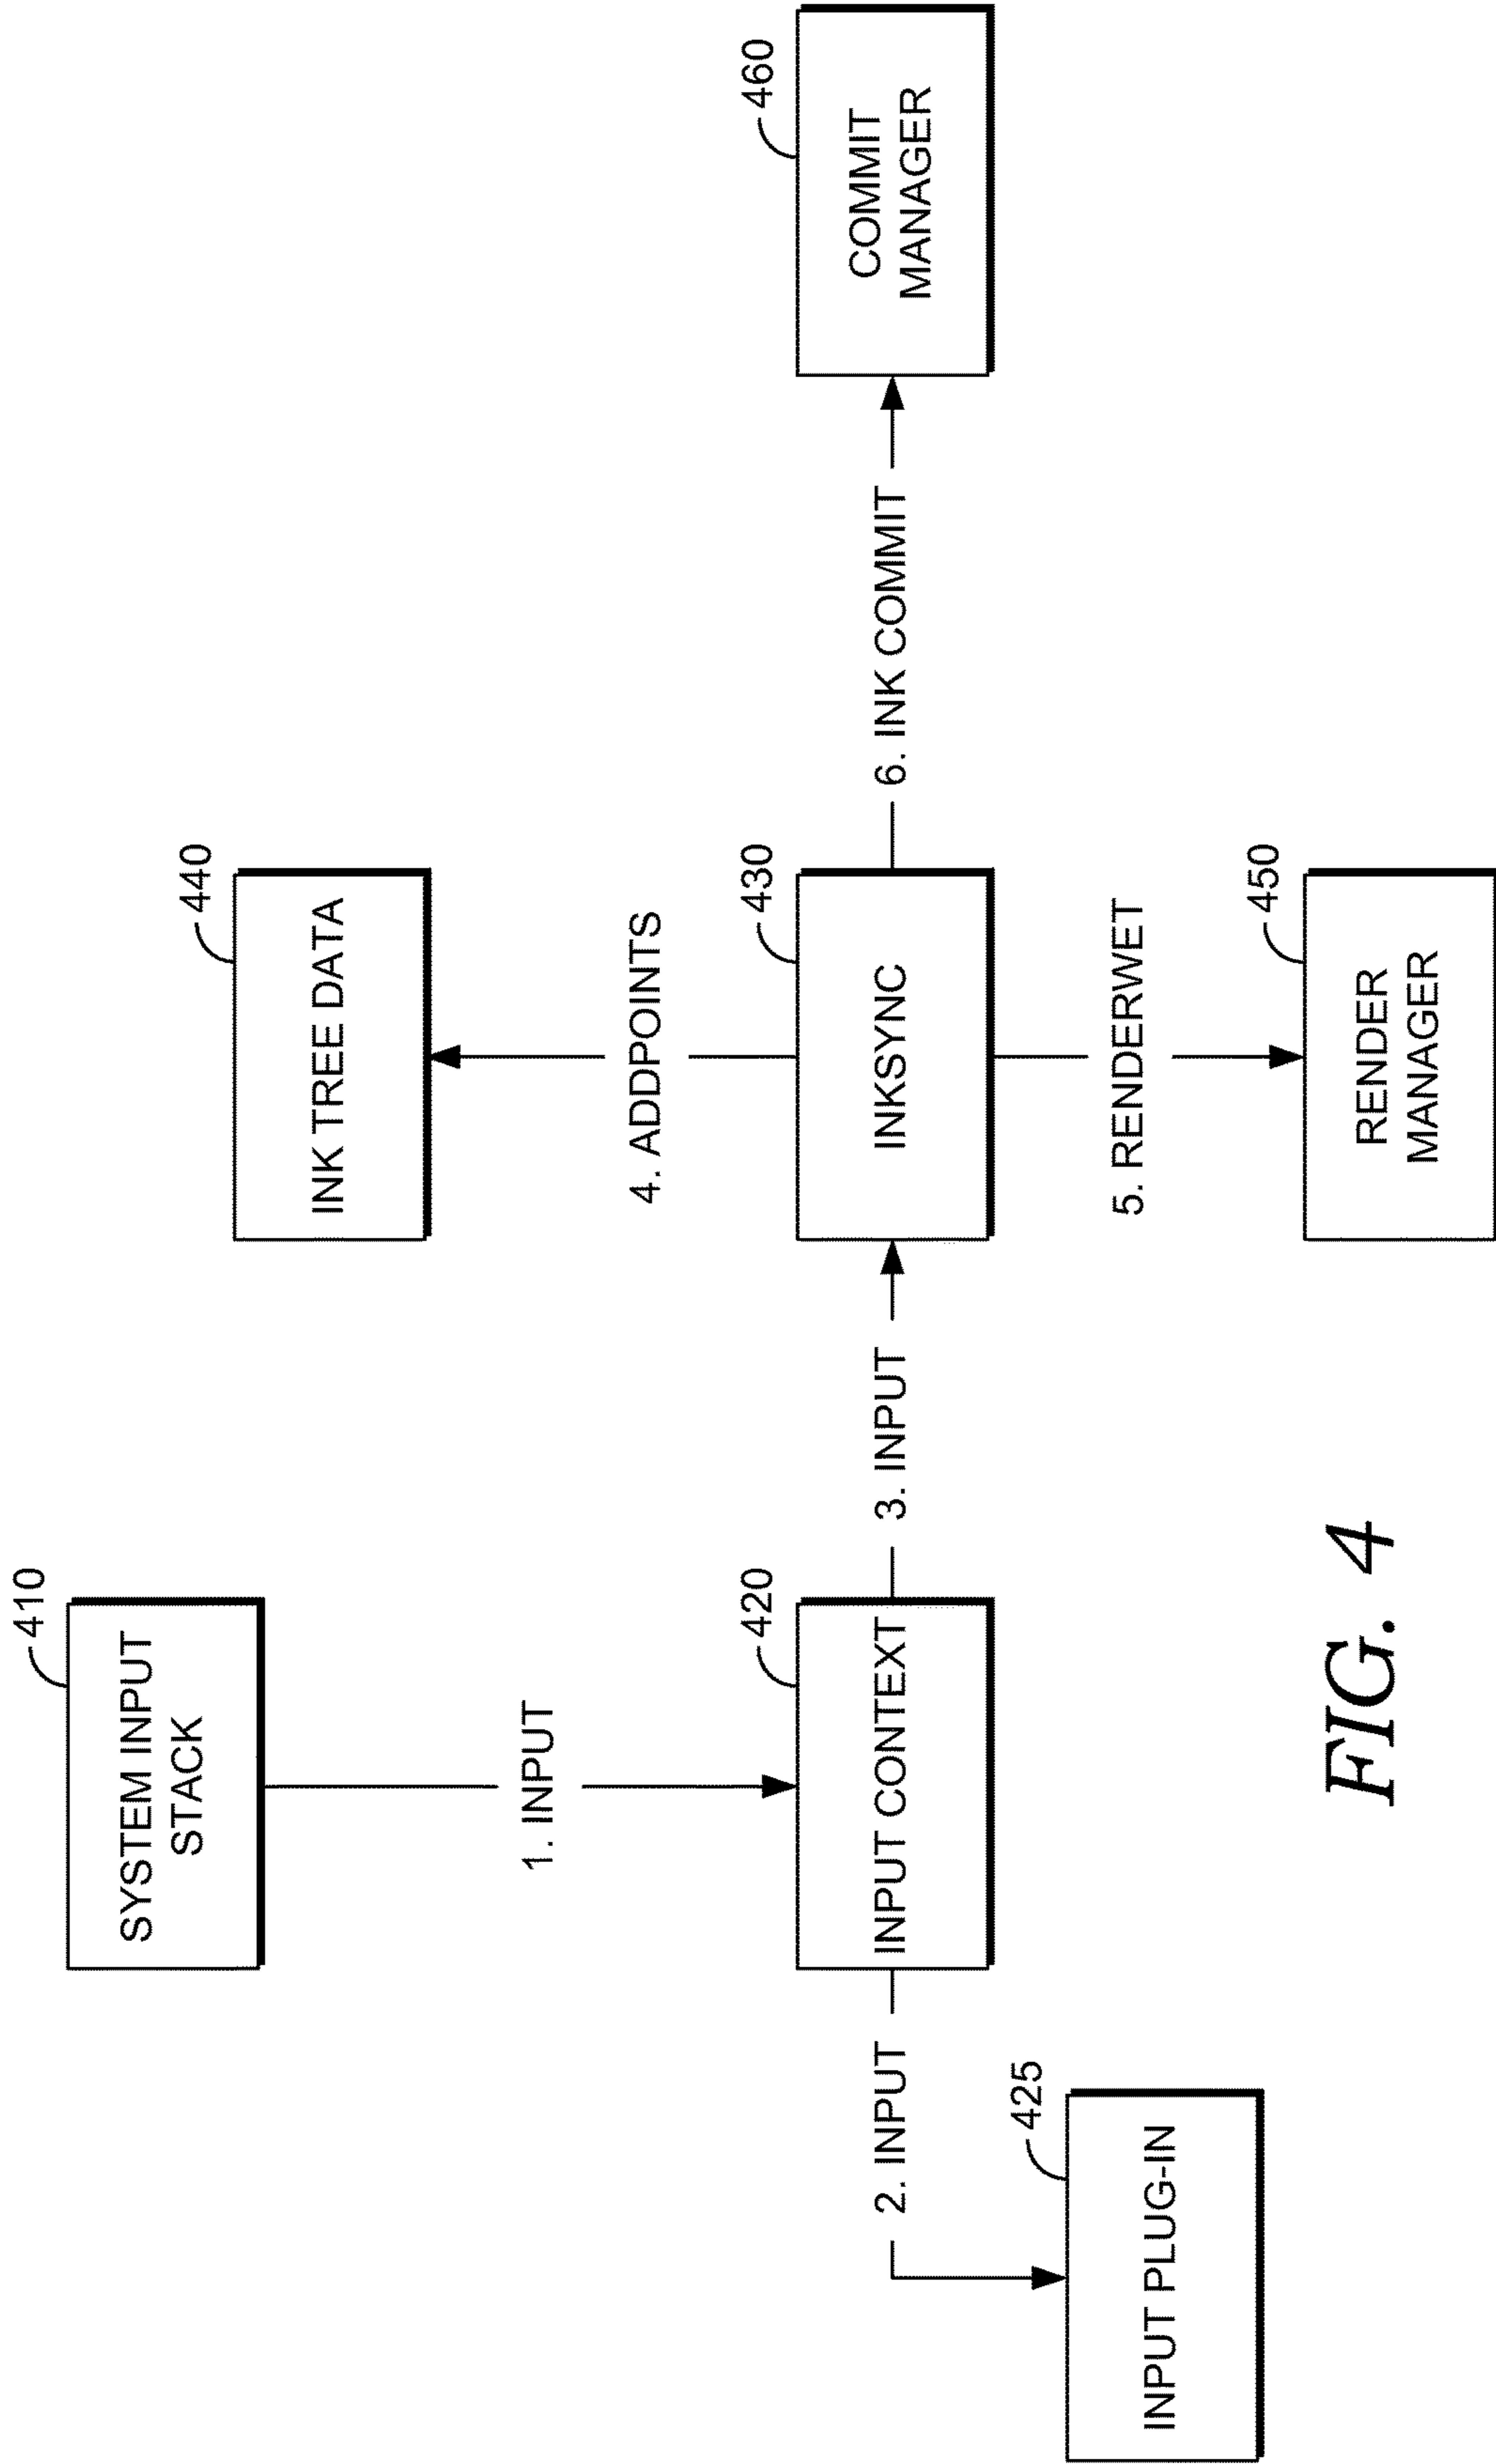 410
SYSTEM INPUT
STACK
1. INPUT
420
INPUT CONTEXT
2. INPUT
425
INPUT PLUG-IN
3. INPUT
430
INKSYNC
4. ADDPOINTS
440
INK TREE DATA
5. RENDERWET
450
RENDER
MANAGER
6. INK COMMIT
460
COMMIT
MANAGER
FIG. 4